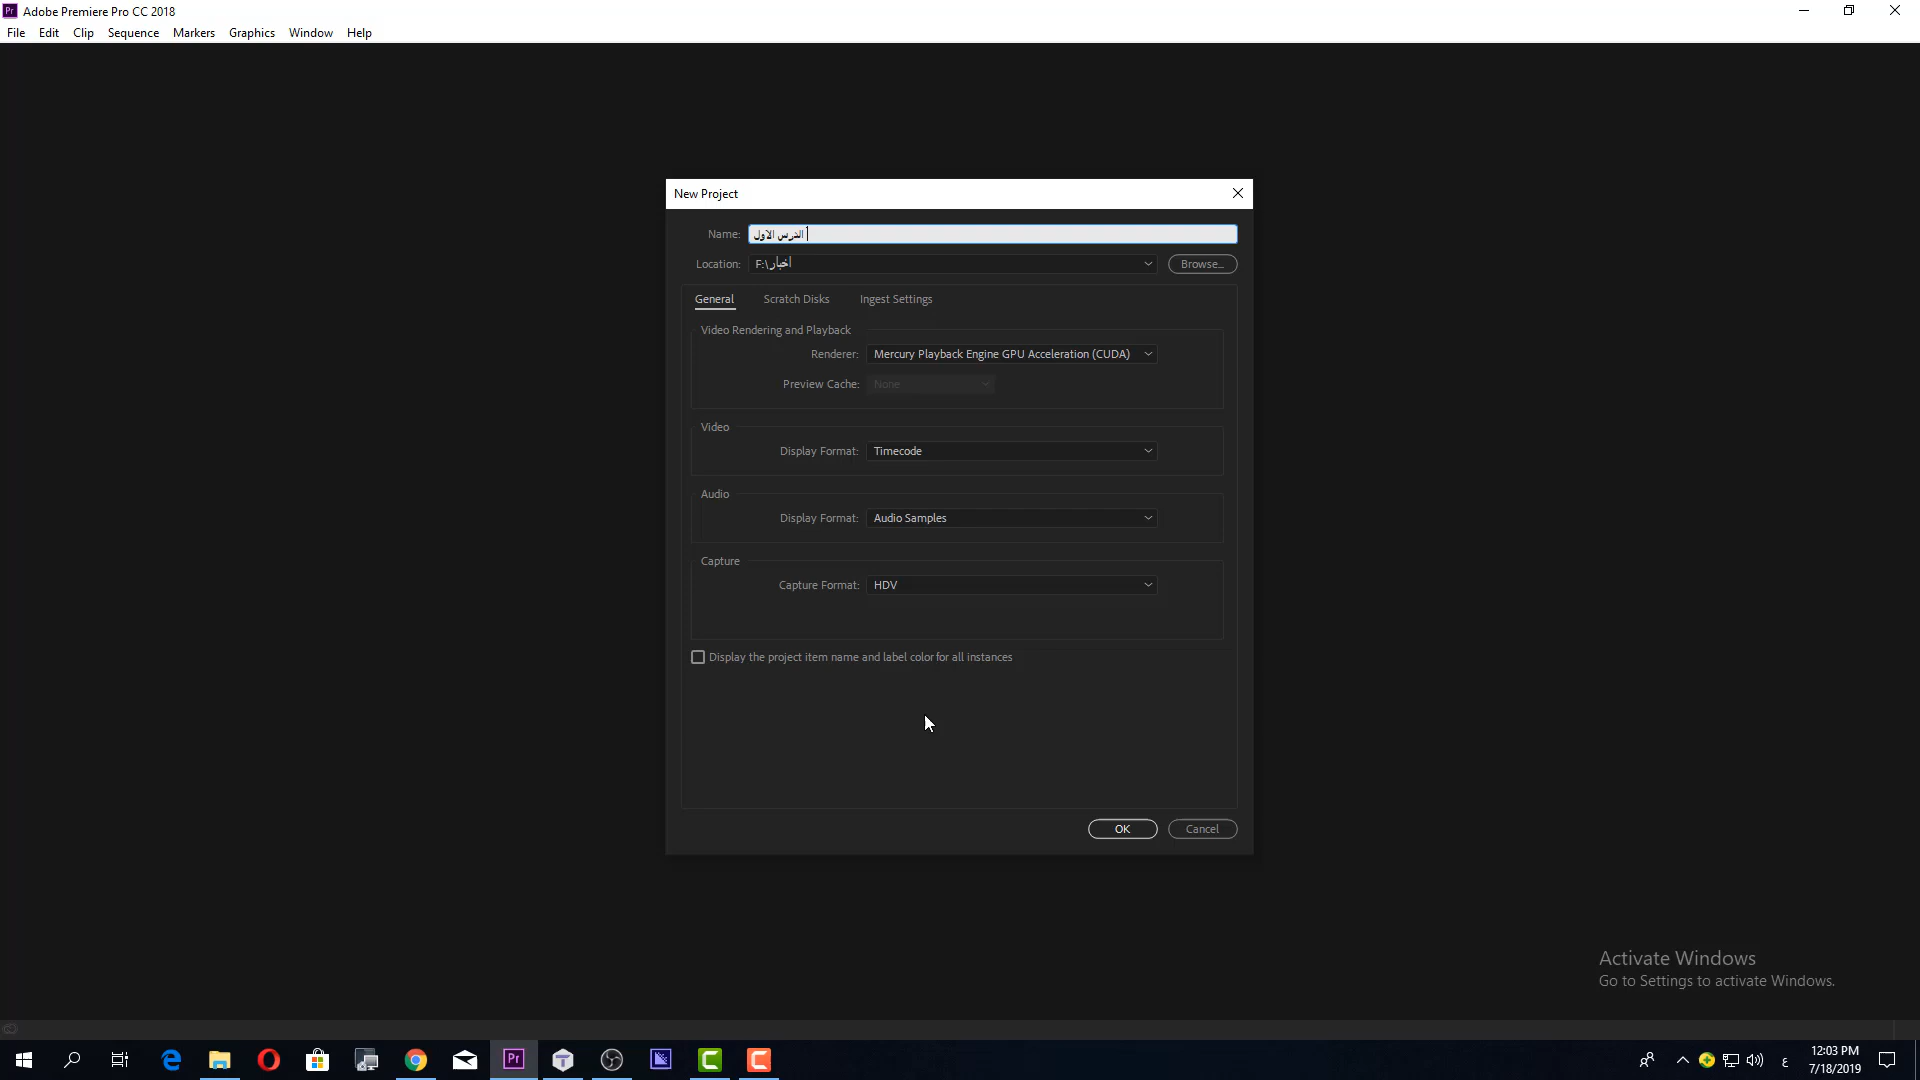 Adobe Premiere Pro CC 2018
File Edit Clip Sequence Markers Graphics Window Help
New Project
Name: الدرس الاول
Location: F:\اخبار Browse...
General Scratch Disks Ingest Settings
Video Rendering and Playback
Renderer: Mercury Playback Engine GPU Acceleration (CUDA)
Preview Cache: None
Video
Display Format: Timecode
Audio
Display Format: Audio Samples
Capture
Capture Format: HDV
Display the project item name and label color for all instances
OK Cancel
Activate Windows
Go to Settings to activate Windows.
Pr
ع
12:03 PM
7/18/2019